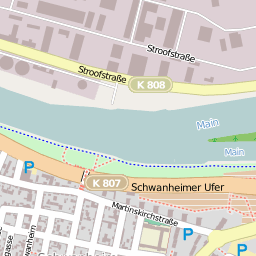 Stroofstraße
Stroofstraße
K 808
Main
Main
P
K 807
Schwanheimer Ufer
Martinskirchstraße
P
P